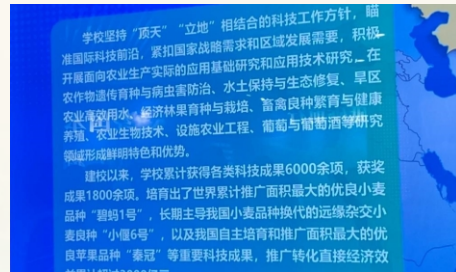 学校坚持“顶天”“立地”相结合的科技工作方针，瞄
准国际科技前沿，紧扣国家战略需求和区域发展需要，积极
开展面向农业生产实际的应用基础研究和应用技术研究，在
农作物遗传育种与病虫害防治、水土保持与生态修复、旱区
农业高效用水、经济林果育种与栽培、畜禽良种繁育与健康
养殖、农业生物技术、设施农业工程、葡萄与葡萄酒等研究
领域形成鲜明特色和优势。
建校以来，学校累计获得各类科技成果6000余项，获奖
成果1800余项。培育出了世界累计推广面积最大的优良小麦
品种“碧蚂1号”，长期主导我国小麦品种换代的远缘杂交小
麦良种“小偃6号”，以及我国自主培育和推广面积最大的优
良苹果品种“秦冠”等重要科技成果，推广转化直接经济效